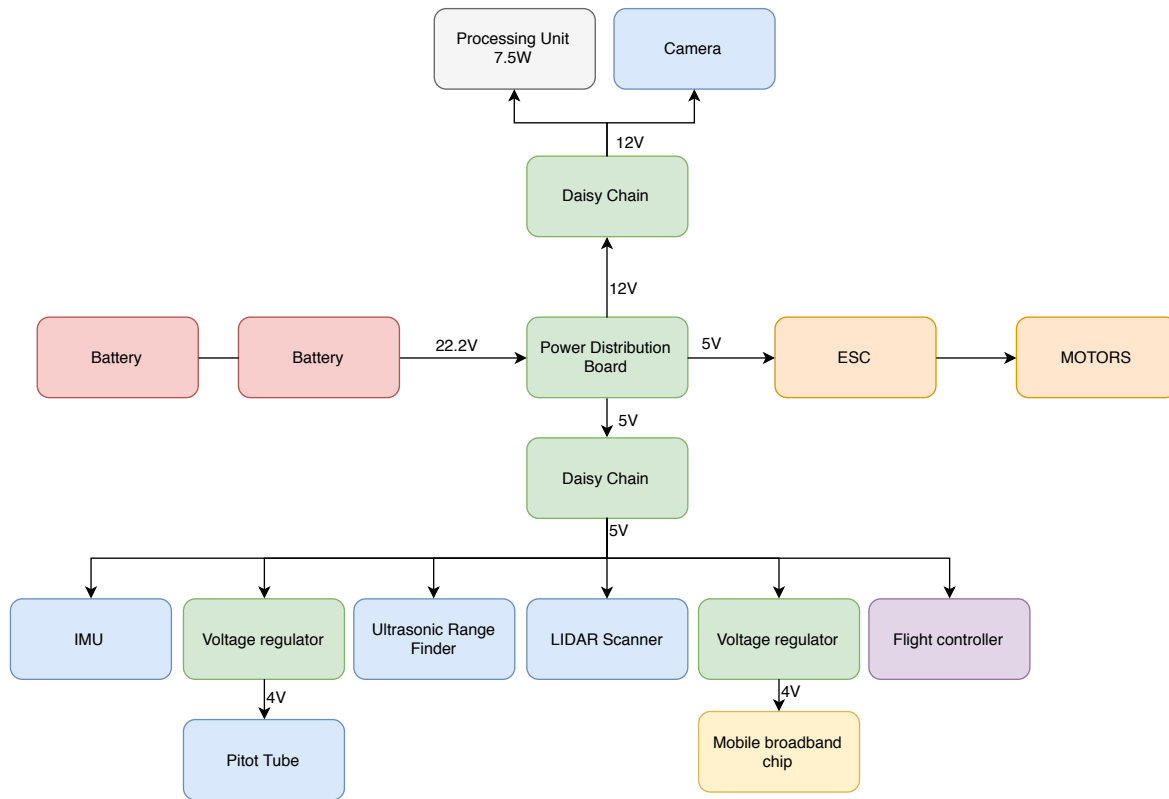 Processing Unit
7.5W
Camera
12V
Daisy Chain
12V
Battery
Battery
22.2V
Power Distribution
Board
5V
ESC
MOTORS
5V
Daisy Chain
5V
IMU
Voltage regulator
Ultrasonic Range
Finder
LIDAR Scanner
Voltage regulator
Flight controller
4V
4V
Pitot Tube
Mobile broadband
chip